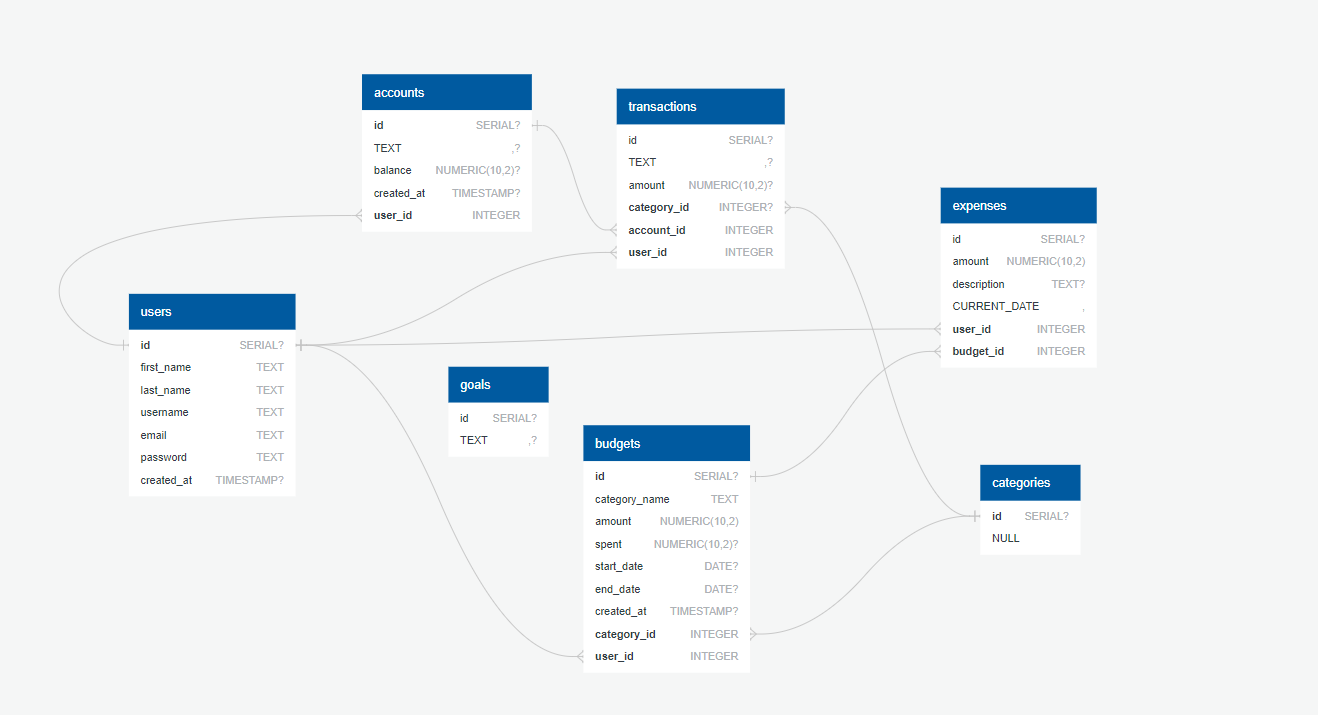 accounts
id SERIAL?
TEXT ,?
balance NUMERIC(10,2)?
created_at TIMESTAMP?
user_id INTEGER
transactions
id SERIAL?
TEXT ,?
amount NUMERIC(10,2)?
category_id INTEGER?
account_id INTEGER
user_id INTEGER
expenses
id SERIAL?
amount NUMERIC(10,2)
description TEXT?
CURRENT_DATE ,
user_id INTEGER
budget_id INTEGER
users
id SERIAL?
first_name TEXT
last_name TEXT
username TEXT
email TEXT
password TEXT
created_at TIMESTAMP?
goals
id SERIAL?
TEXT ,?
budgets
id SERIAL?
category_name TEXT
amount NUMERIC(10,2)
spent NUMERIC(10,2)?
start_date DATE?
end_date DATE?
created_at TIMESTAMP?
category_id INTEGER
user_id INTEGER
categories
id SERIAL?
NULL